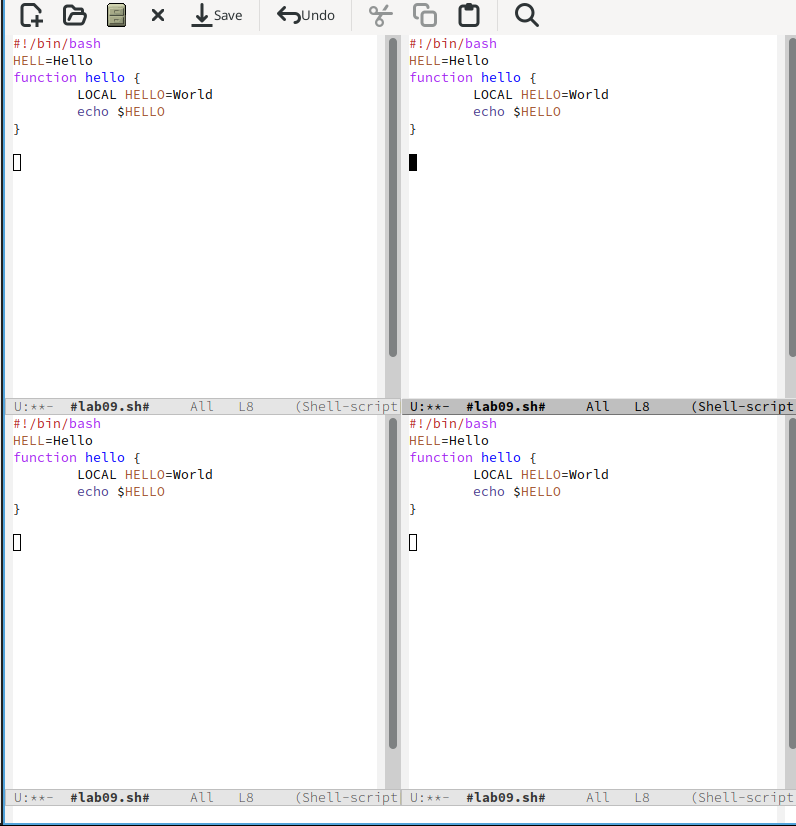 Save Undo
#!/bin/bash
HELL=Hello
function hello {
LOCAL HELLO=World
echo $HELLO
}
U:**-  #lab09.sh#  All  L8  (Shell-script
#!/bin/bash
HELL=Hello
function hello {
LOCAL HELLO=World
echo $HELLO
}
U:**-  #lab09.sh#  All  L8  (Shell-script
#!/bin/bash
HELL=Hello
function hello {
LOCAL HELLO=World
echo $HELLO
}
U:**-  #lab09.sh#  All  L8  (Shell-script
#!/bin/bash
HELL=Hello
function hello {
LOCAL HELLO=World
echo $HELLO
}
U:**-  #lab09.sh#  All  L8  (Shell-script